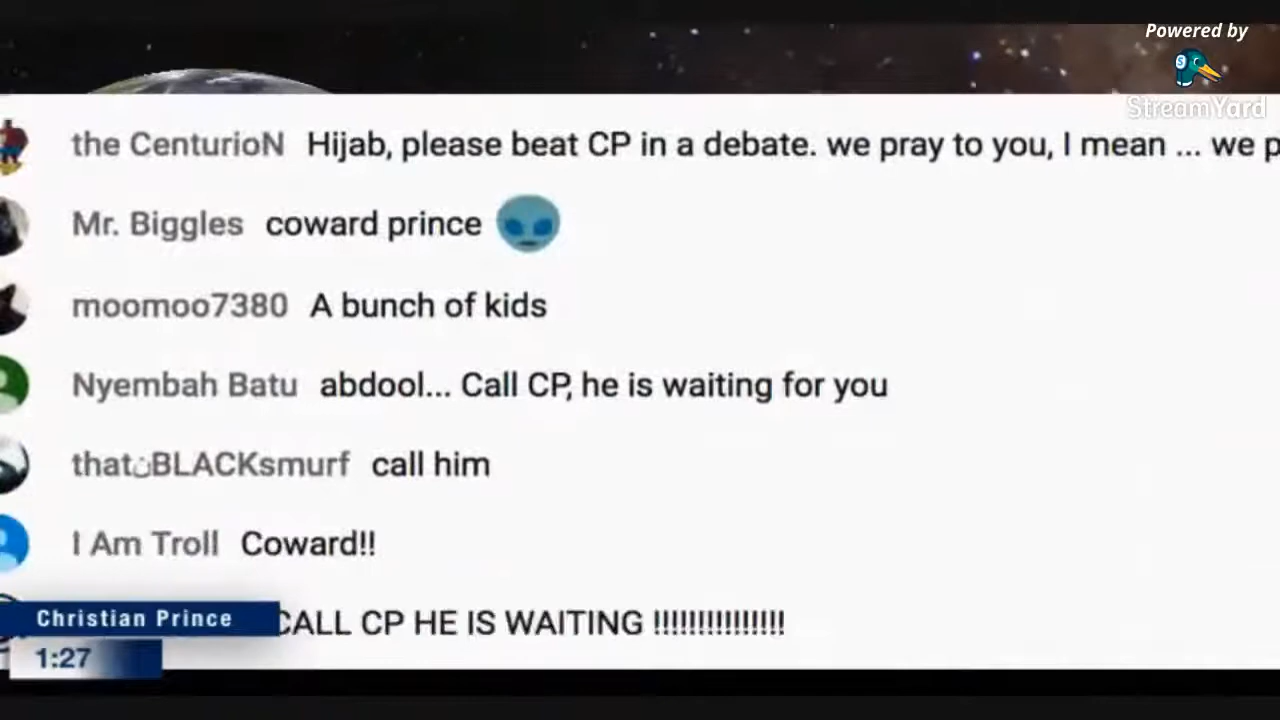 Powered by
StreamYard
the CenturioN Hijab, please beat CP in a debate. we pray to you, I mean ... we p
Mr. Biggles coward prince
moomoo7380 A bunch of kids
Nyembah Batu abdool... Call CP, he is waiting for you
thatنBLACKsmurf call him
I Am Troll Coward!!
CALL CP HE IS WAITING !!!!!!!!!!!!!!!
Christian Prince
1:27